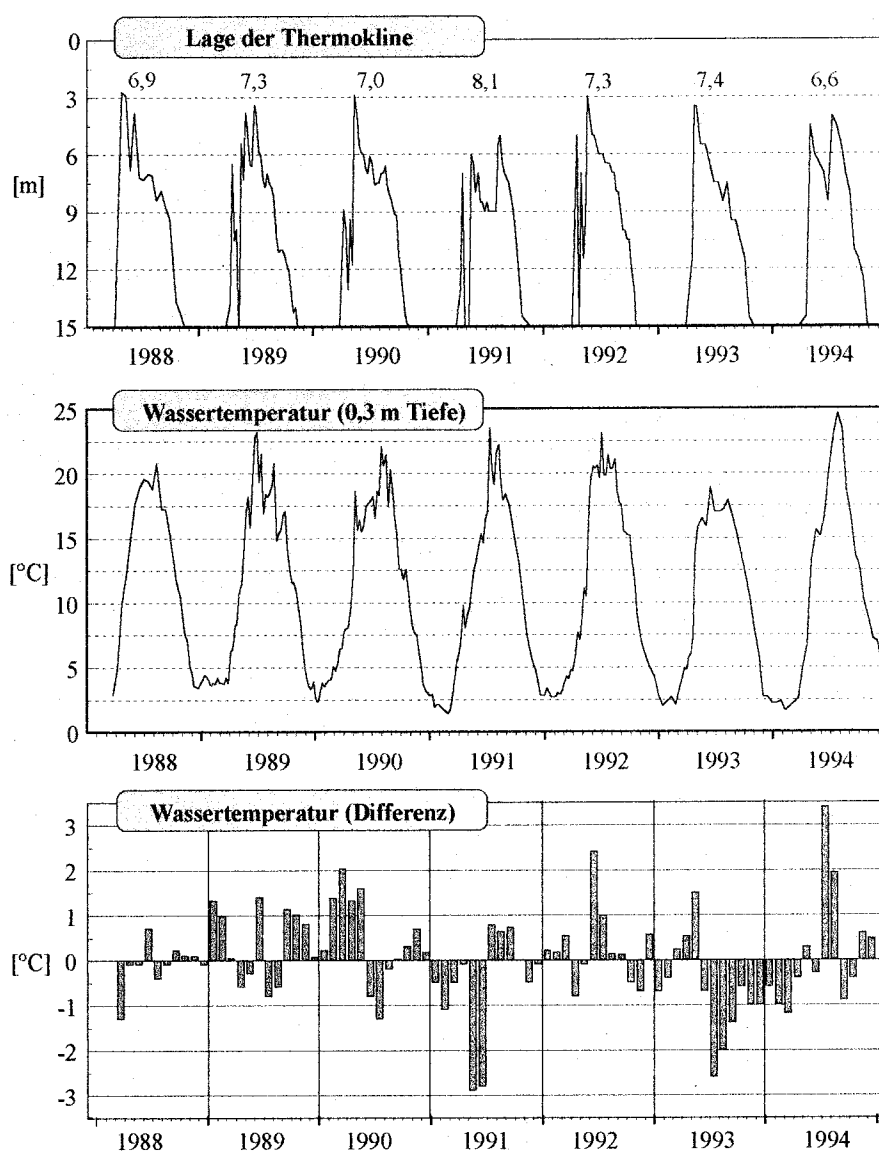 Lage der Thermokline
0
3
6
9
12
15
[m]
6,9 7,3 7,0 8,1 7,3 7,4 6,6
1988 1989 1990 1991 1992 1993 1994
Wassertemperatur (0,3 m Tiefe)
25
20
15
10
5
0
[°C]
1988 1989 1990 1991 1992 1993 1994
Wassertemperatur (Differenz)
3
2
1
0
-1
-2
-3
[°C]
1988 1989 1990 1991 1992 1993 1994